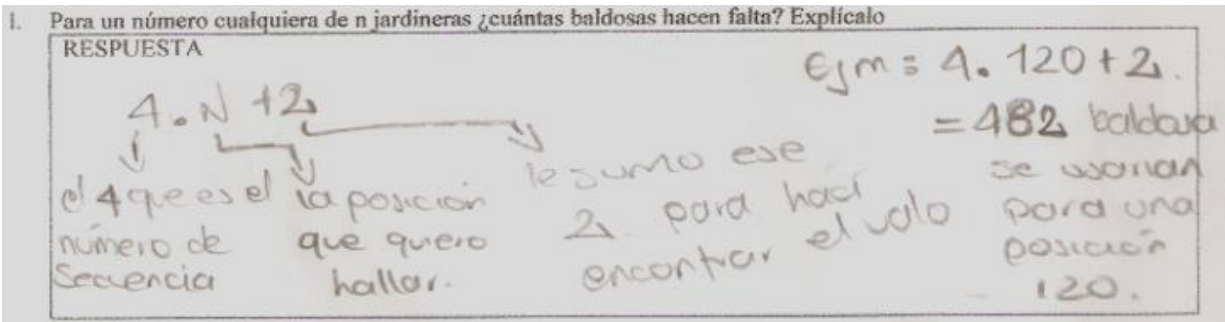 l. Para un número cualquiera de n jardineras ¿cuántas baldosas hacen falta? Explícalo
RESPUESTA
4.N+2
el 4 que es el
número de
Secuencia
la posición
que quiero
hallar.
le sumo ese
2 para hací
encontrar el valo
Ejm: 4. 120+2.
=482 baldosa
se usarian
para una
posición
120.